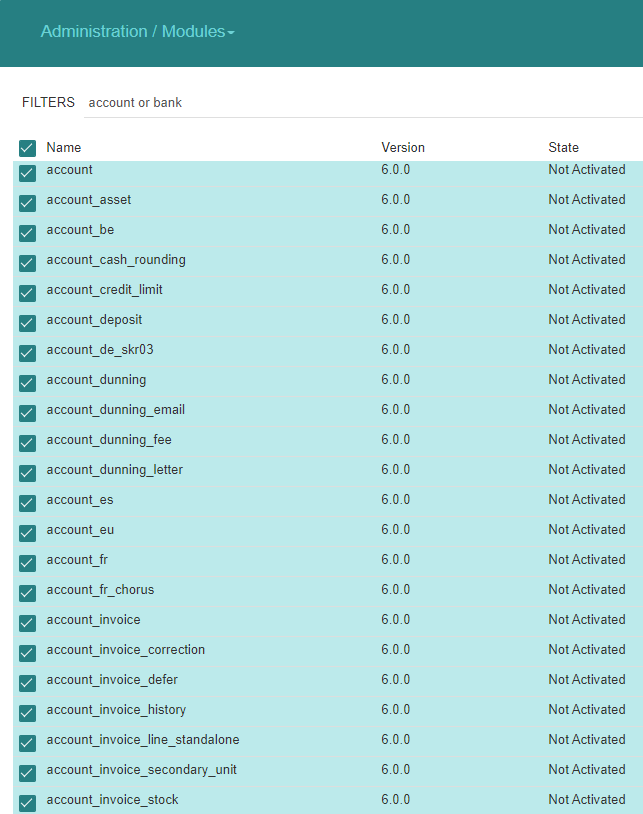 Administration / Modules
FILTERS account or bank
Name Version State
account 6.0.0 Not Activated
account_asset 6.0.0 Not Activated
account_be 6.0.0 Not Activated
account_cash_rounding 6.0.0 Not Activated
account_credit_limit 6.0.0 Not Activated
account_deposit 6.0.0 Not Activated
account_de_skr03 6.0.0 Not Activated
account_dunning 6.0.0 Not Activated
account_dunning_email 6.0.0 Not Activated
account_dunning_fee 6.0.0 Not Activated
account_dunning_letter 6.0.0 Not Activated
account_es 6.0.0 Not Activated
account_eu 6.0.0 Not Activated
account_fr 6.0.0 Not Activated
account_fr_chorus 6.0.0 Not Activated
account_invoice 6.0.0 Not Activated
account_invoice_correction 6.0.0 Not Activated
account_invoice_defer 6.0.0 Not Activated
account_invoice_history 6.0.0 Not Activated
account_invoice_line_standalone 6.0.0 Not Activated
account_invoice_secondary_unit 6.0.0 Not Activated
account_invoice_stock 6.0.0 Not Activated